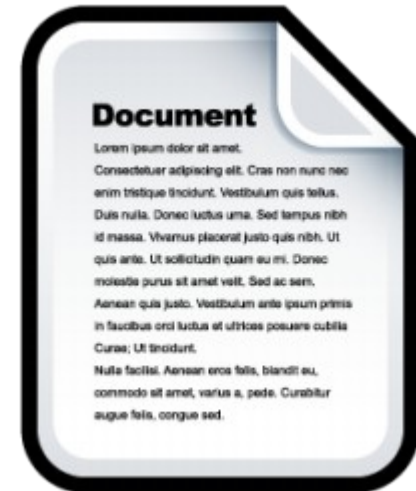 Document
Lorem ipsum dolor sit amet.
Consectetuer adipiscing elit. Cras non nunc nec
enim tristique tincidunt. Vestibulum quis tellus.
Duis nulla. Donec luctus urna. Sed tempus nibh
id massa. Vivamus placerat justo quis nibh. Ut
quis ante. Ut sollicitudin quam eu mi. Donec
molestie purus sit amet velit. Sed ac sem.
Aenean quis justo. Vestibulum ante ipsum primis
in faucibus orci luctus et ultrices posuere cubilia
Curae; Ut tincidunt.
Nulla facilisi. Aenean eros felis, blandit eu,
commodo sit amet, varius a, pede. Curabitur
augue felis, congue sed.